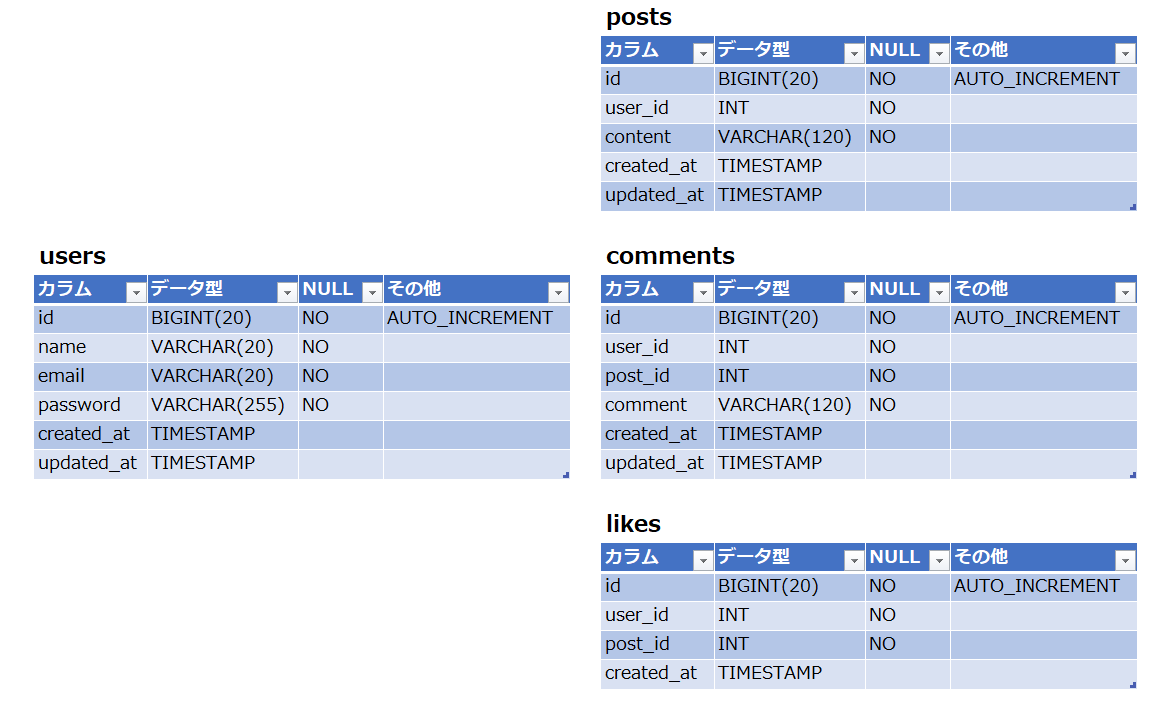 posts
カラム データ型 NULL その他
id BIGINT(20) NO AUTO_INCREMENT
user_id INT NO
content VARCHAR(120) NO
created_at TIMESTAMP
updated_at TIMESTAMP
users
カラム データ型 NULL その他
id BIGINT(20) NO AUTO_INCREMENT
name VARCHAR(20) NO
email VARCHAR(20) NO
password VARCHAR(255) NO
created_at TIMESTAMP
updated_at TIMESTAMP
comments
カラム データ型 NULL その他
id BIGINT(20) NO AUTO_INCREMENT
user_id INT NO
post_id INT NO
comment VARCHAR(120) NO
created_at TIMESTAMP
updated_at TIMESTAMP
likes
カラム データ型 NULL その他
id BIGINT(20) NO AUTO_INCREMENT
user_id INT NO
post_id INT NO
created_at TIMESTAMP